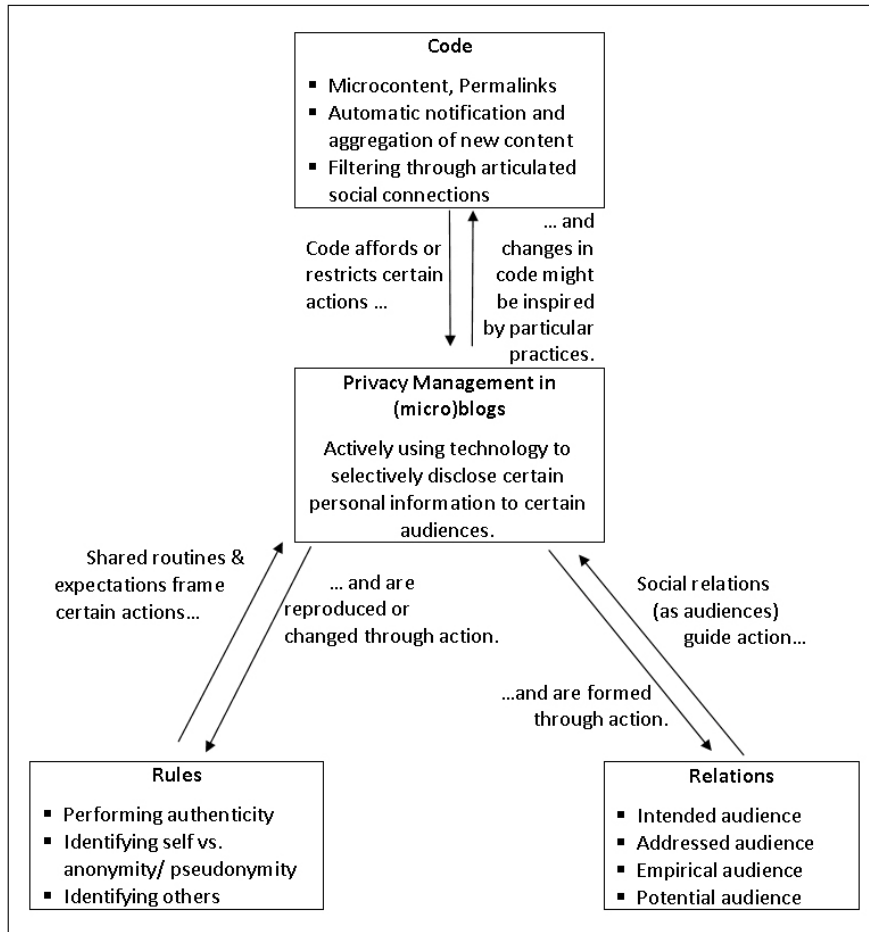 Code
▪ Microcontent, Permalinks
▪ Automatic notification and
aggregation of new content
▪ Filtering through articulated
social connections
Code affords or
restricts certain
actions ...
... and
changes in
code might
be inspired
by particular
practices.
Privacy Management in
(micro)blogs
Actively using technology to
selectively disclose certain
personal information to certain
audiences.
Shared routines &
expectations frame
certain actions...
... and are
reproduced or
changed through action.
Social relations
(as audiences)
guide action...
...and are formed
through action.
Rules
▪ Performing authenticity
▪ Identifying self vs.
anonymity/ pseudonymity
▪ Identifying others
Relations
▪ Intended audience
▪ Addressed audience
▪ Empirical audience
▪ Potential audience